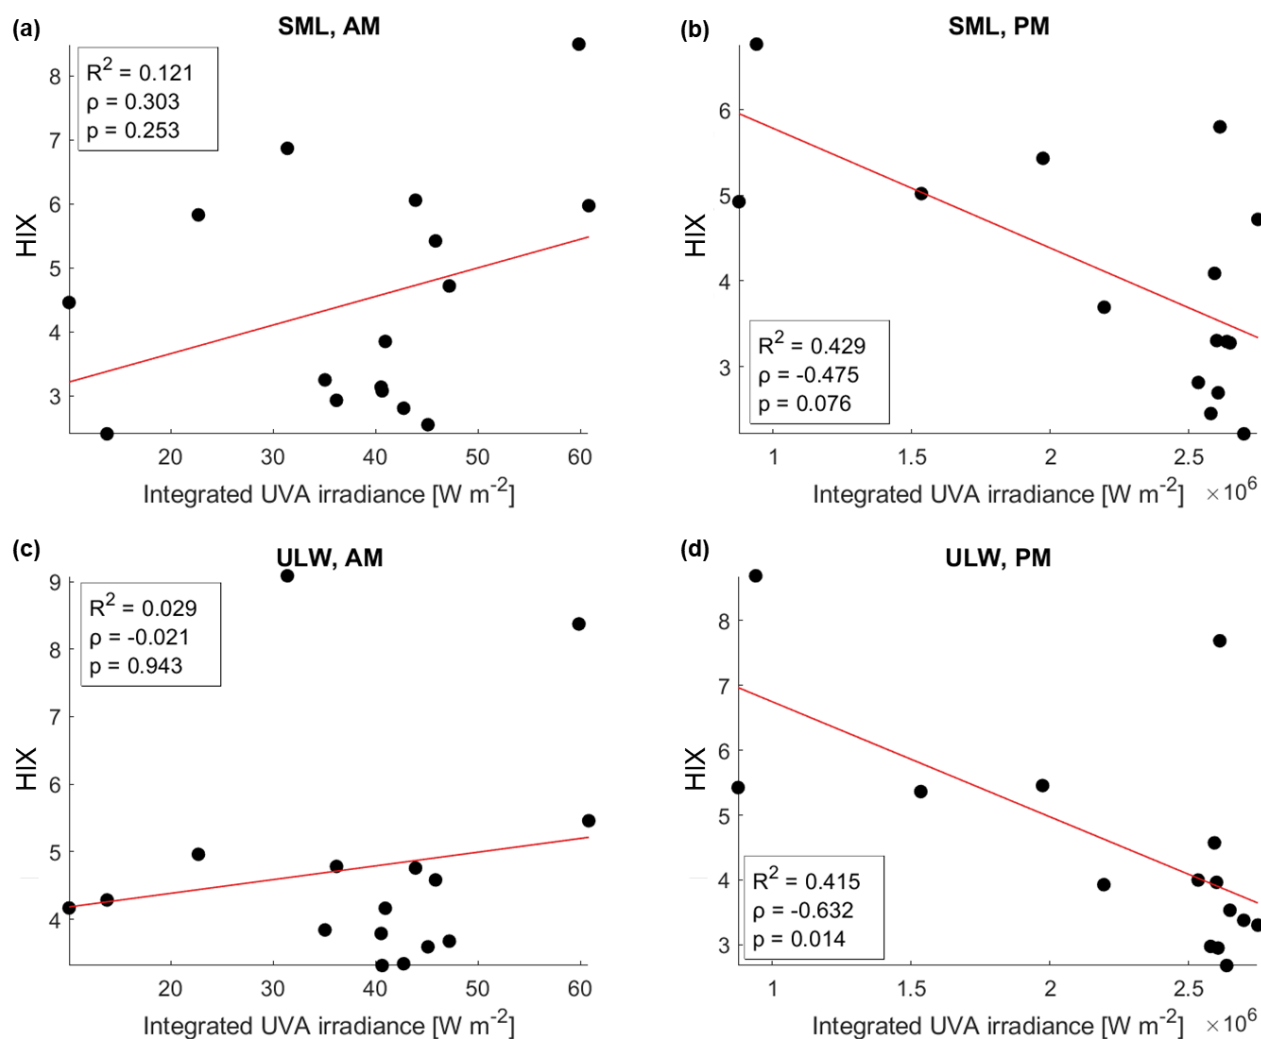 (a)
SML, AM
R² = 0.121
ρ = 0.303
p = 0.253
HIX
8
7
6
5
4
3
20 30 40 50 60
Integrated UVA irradiance [W m⁻²]
(b)
SML, PM
R² = 0.429
ρ = -0.475
p = 0.076
HIX
6
5
4
3
1 1.5 2 2.5
Integrated UVA irradiance [W m⁻²] ×10⁶
(c)
ULW, AM
R² = 0.029
ρ = -0.021
p = 0.943
HIX
9
8
7
6
5
4
20 30 40 50 60
Integrated UVA irradiance [W m⁻²]
(d)
ULW, PM
R² = 0.415
ρ = -0.632
p = 0.014
HIX
8
7
6
5
4
3
1 1.5 2 2.5
Integrated UVA irradiance [W m⁻²] ×10⁶